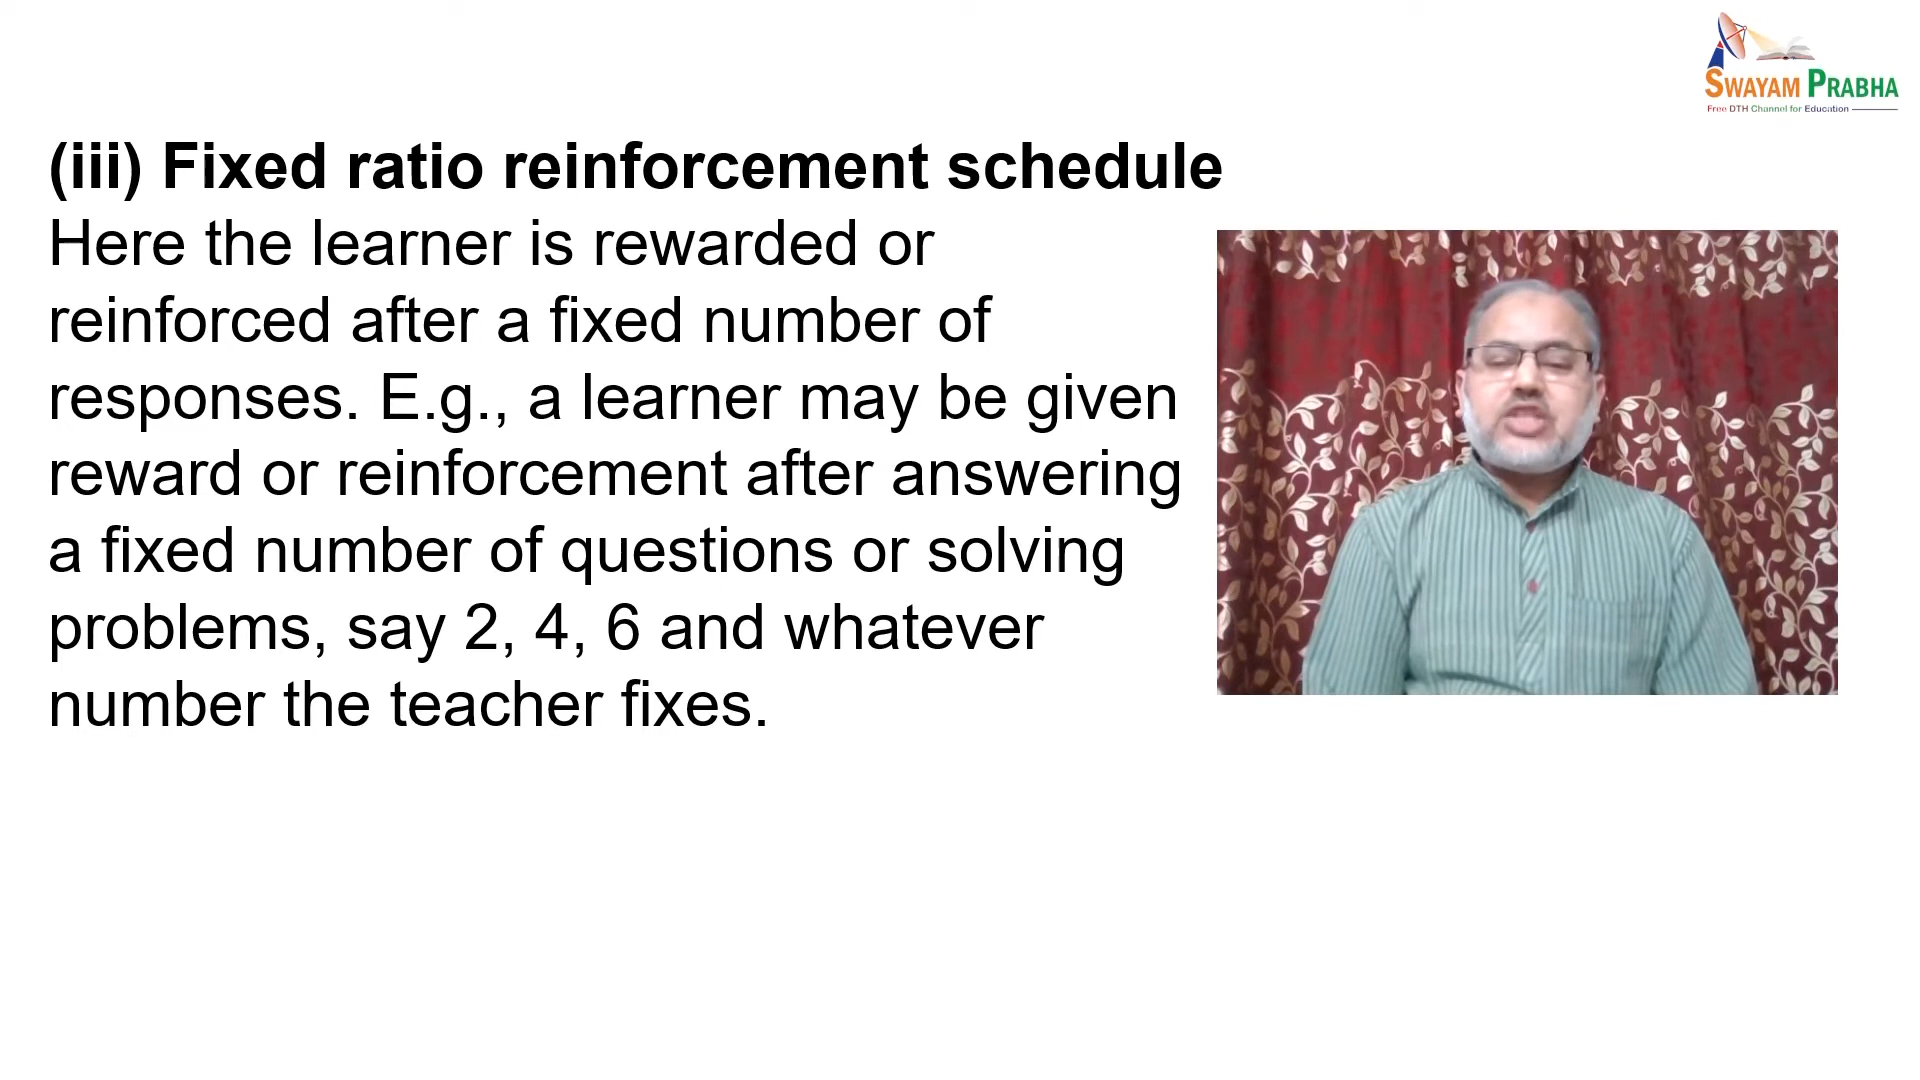 SWAYAM PRABHA
Free DTH Channel for Education
(iii) Fixed ratio reinforcement schedule
Here the learner is rewarded or
reinforced after a fixed number of
responses. E.g., a learner may be given
reward or reinforcement after answering
a fixed number of questions or solving
problems, say 2, 4, 6 and whatever
number the teacher fixes.